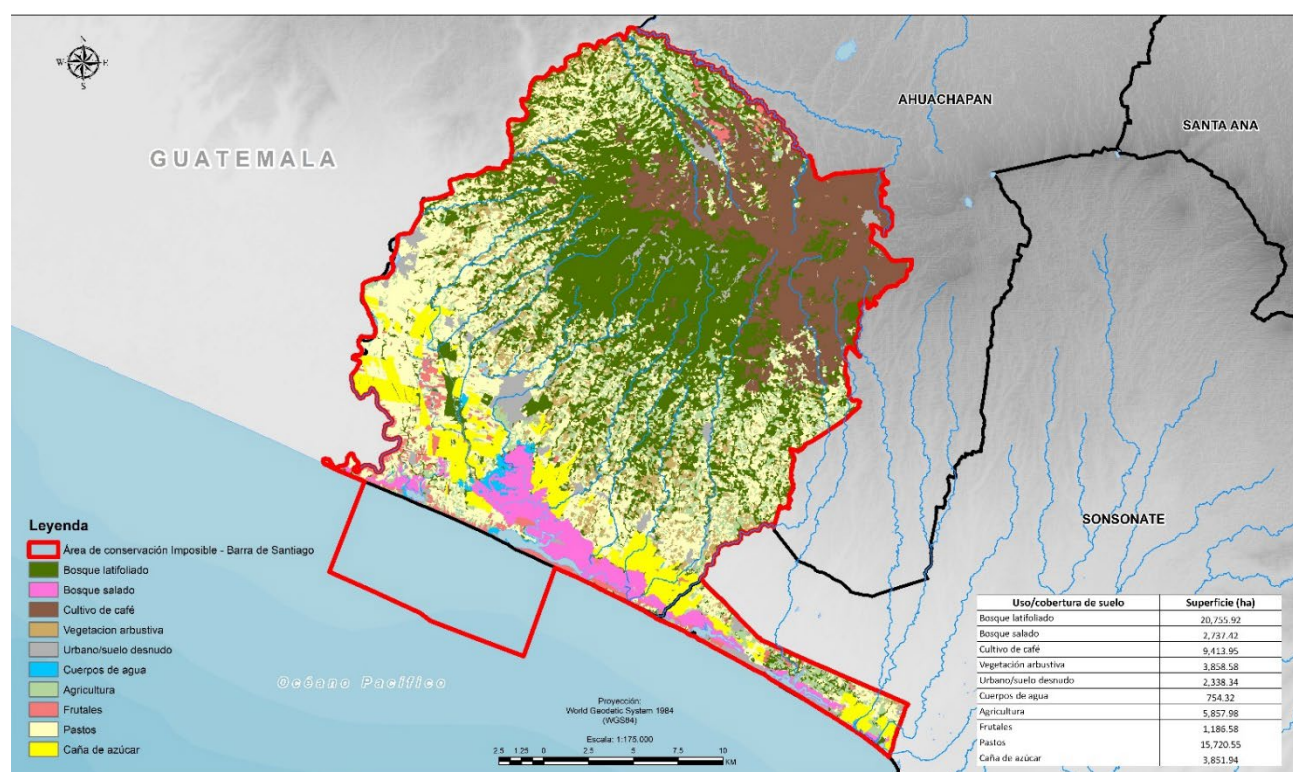 N
W
E
S
AHUACHAPAN
SANTA ANA
GUATEMALA
SONSONATE
Océano Pacífico
Leyenda
Área de conservación Imposible - Barra de Santiago
Bosque latifoliado
Bosque salado
Cultivo de café
Vegetacion arbustiva
Urbano/suelo desnudo
Cuerpos de agua
Agricultura
Frutales
Pastos
Caña de azúcar
Proyección:
World Geodetic System 1984
(WGS84)
Escala: 1:175.000
2.5 1.25 0 2.5 5 7.5 10
KM
Uso/cobertura de suelo Superficie (ha)
Bosque latifoliado 20,755.92
Bosque salado 2,737.42
Cultivo de café 9,413.95
Vegetación arbustiva 3,858.58
Urbano/suelo desnudo 2,338.34
Cuerpos de agua 754.32
Agricultura 5,857.98
Frutales 1,186.58
Pastos 15,720.55
Caña de azúcar 3,851.94